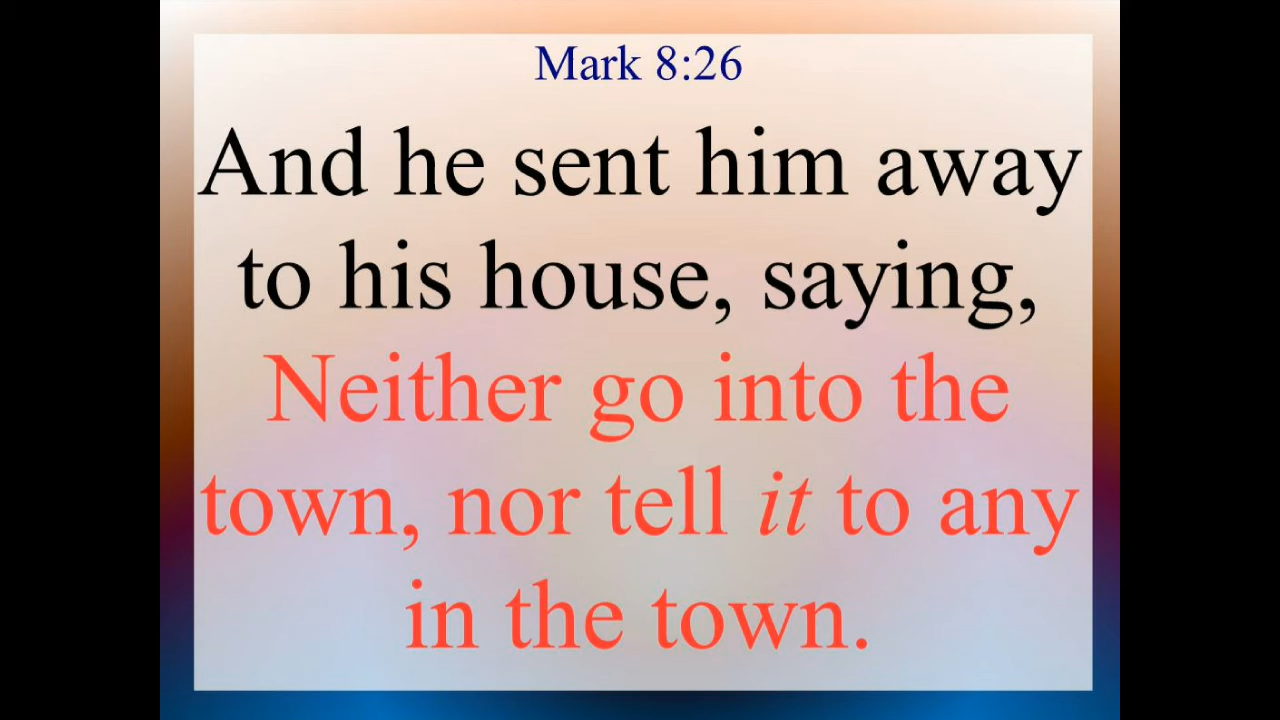 Mark 8:26
And he sent him away
to his house, saying,
Neither go into the
town, nor tell it to any
in the town.